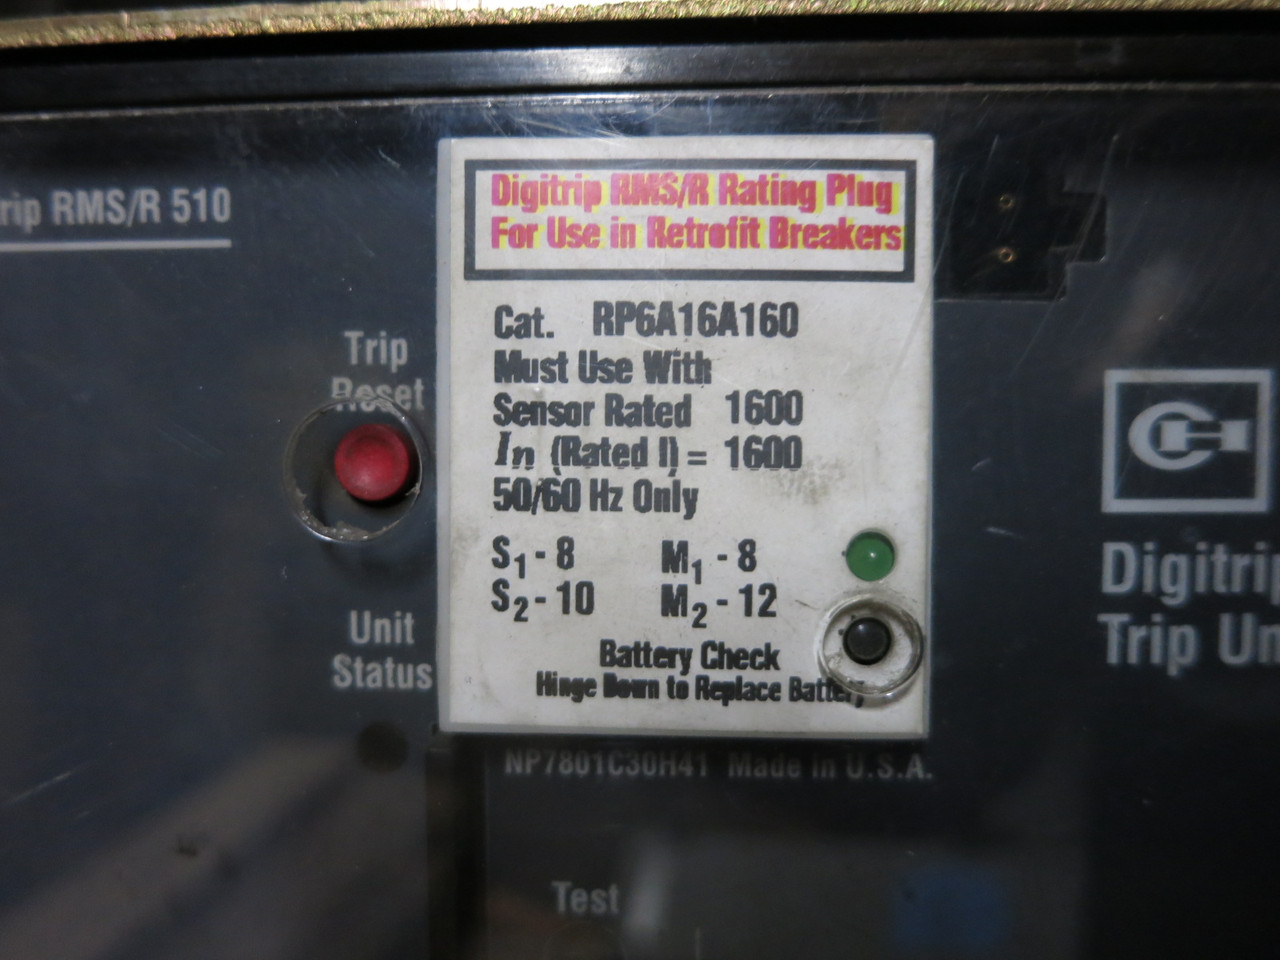 rip RMS/R 510
Digitrip RMS/R Rating Plug
For Use in Retrofit Breakers
Cat. RP6A16A160
Must Use With
Sensor Rated 1600
In (Rated I) = 1600
50/60 Hz Only
S1 - 8 M1 - 8
S2 - 10 M2 - 12
Battery Check
Hinge Down to Replace Battery
Trip
Reset
Unit
Status
CH
Digitrip
Trip Un
NP7801C30H41 Made in U.S.A.
Test